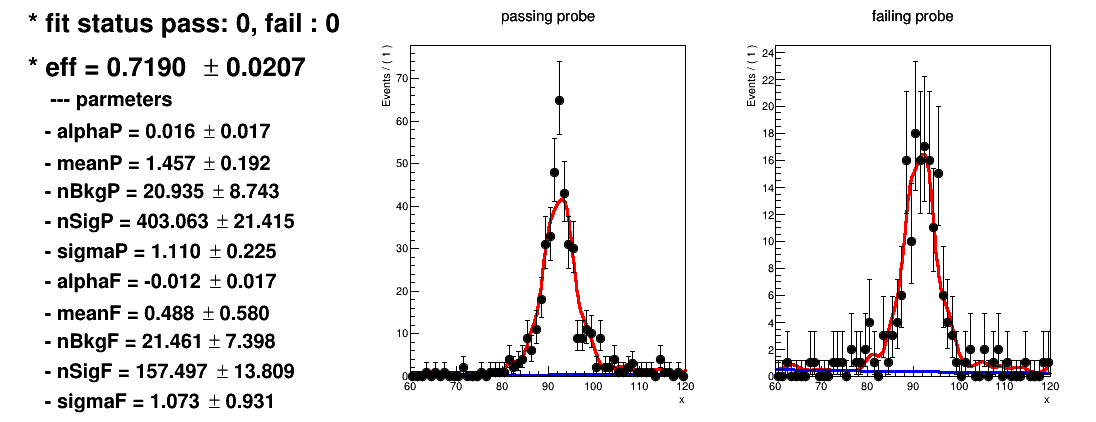 * fit status pass: 0, fail : 0
* eff = 0.7190 ± 0.0207
--- parmeters
- alphaP = 0.016 ± 0.017
- meanP = 1.457 ± 0.192
- nBkgP = 20.935 ± 8.743
- nSigP = 403.063 ± 21.415
- sigmaP = 1.110 ± 0.225
- alphaF = -0.012 ± 0.017
- meanF = 0.488 ± 0.580
- nBkgF = 21.461 ± 7.398
- nSigF = 157.497 ± 13.809
- sigmaF = 1.073 ± 0.931
passing probe
Events / ( 1 )
70
60
50
40
30
20
10
0
60 70 80 90 100 110 120
x
failing probe
Events / ( 1 )
24
22
20
18
16
14
12
10
8
6
4
2
0
60 70 80 90 100 110 120
x